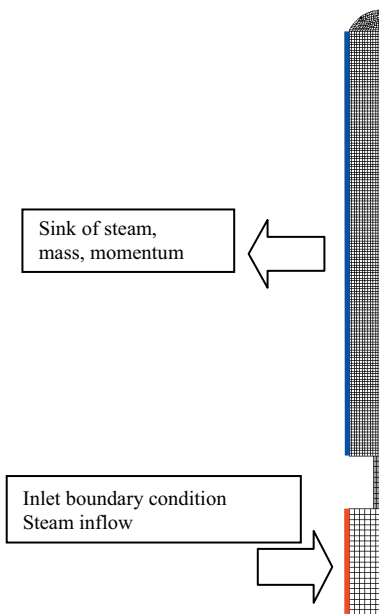 Sink of steam,
mass, momentum
Inlet boundary condition
Steam inflow